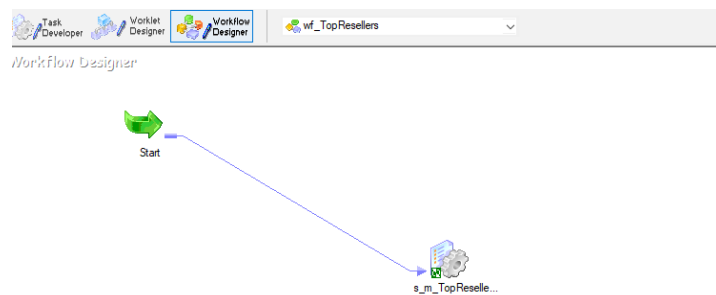 Task
Developer
Worklet
Designer
Workflow
Designer
wf_TopResellers
Workflow Designer
Start
s_m_TopReselle...